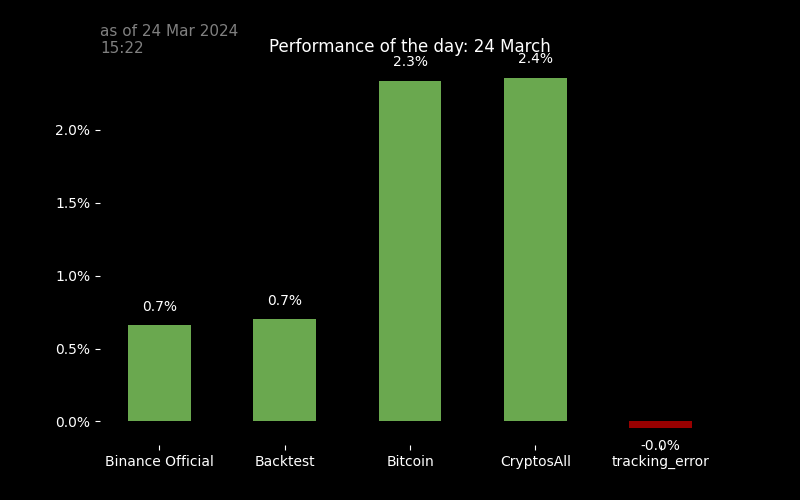 as of 24 Mar 2024
15:22
Performance of the day: 24 March
2.3%
2.4%
2.0%
1.5%
1.0%
0.7%
0.7%
0.5%
0.0%
-0.0%
Binance Official
Backtest
Bitcoin
CryptosAll
tracking_error